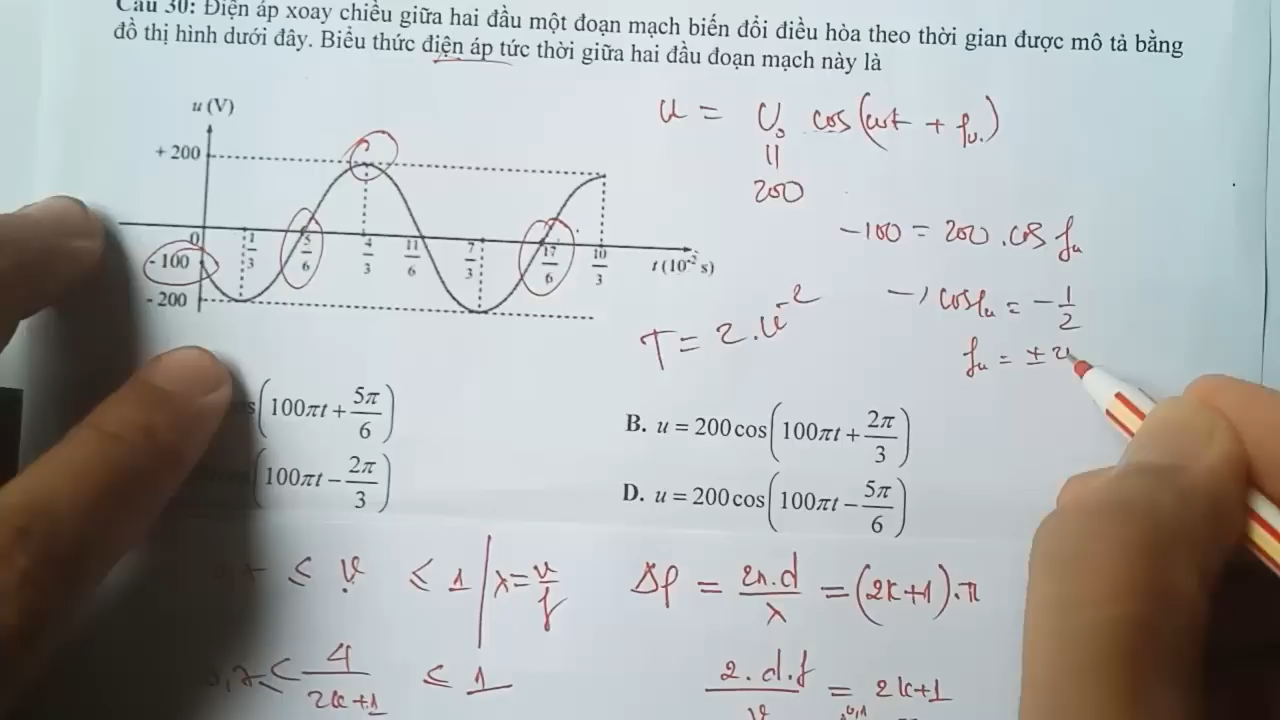 Câu 30: Điện áp xoay chiều giữa hai đầu một đoạn mạch biến đổi điều hòa theo thời gian được mô tả bằng
đồ thị hình dưới đây. Biểu thức điện áp tức thời giữa hai đầu đoạn mạch này là
u (V)
+ 200
0
- 100
- 200
1/3
5/6
4/3
11/6
7/3
17/6
10/3
t (10⁻² s)
u = U₀ cos(ωt + φᵤ)
||
200
-100 = 200 . cos φᵤ
→ cosφᵤ = -1/2
φᵤ = ±
T = 2.10⁻²
(100πt + 5π/6)
B. u = 200cos(100πt + 2π/3)
(100πt - 2π/3)
D. u = 200cos(100πt - 5π/6)
≤ v ≤ 1 | λ = v/f
Δφ = 2π.d/λ = (2k+1).π
< 4/(2k+1) ≤ 1
2.d.f/v = 2k+1